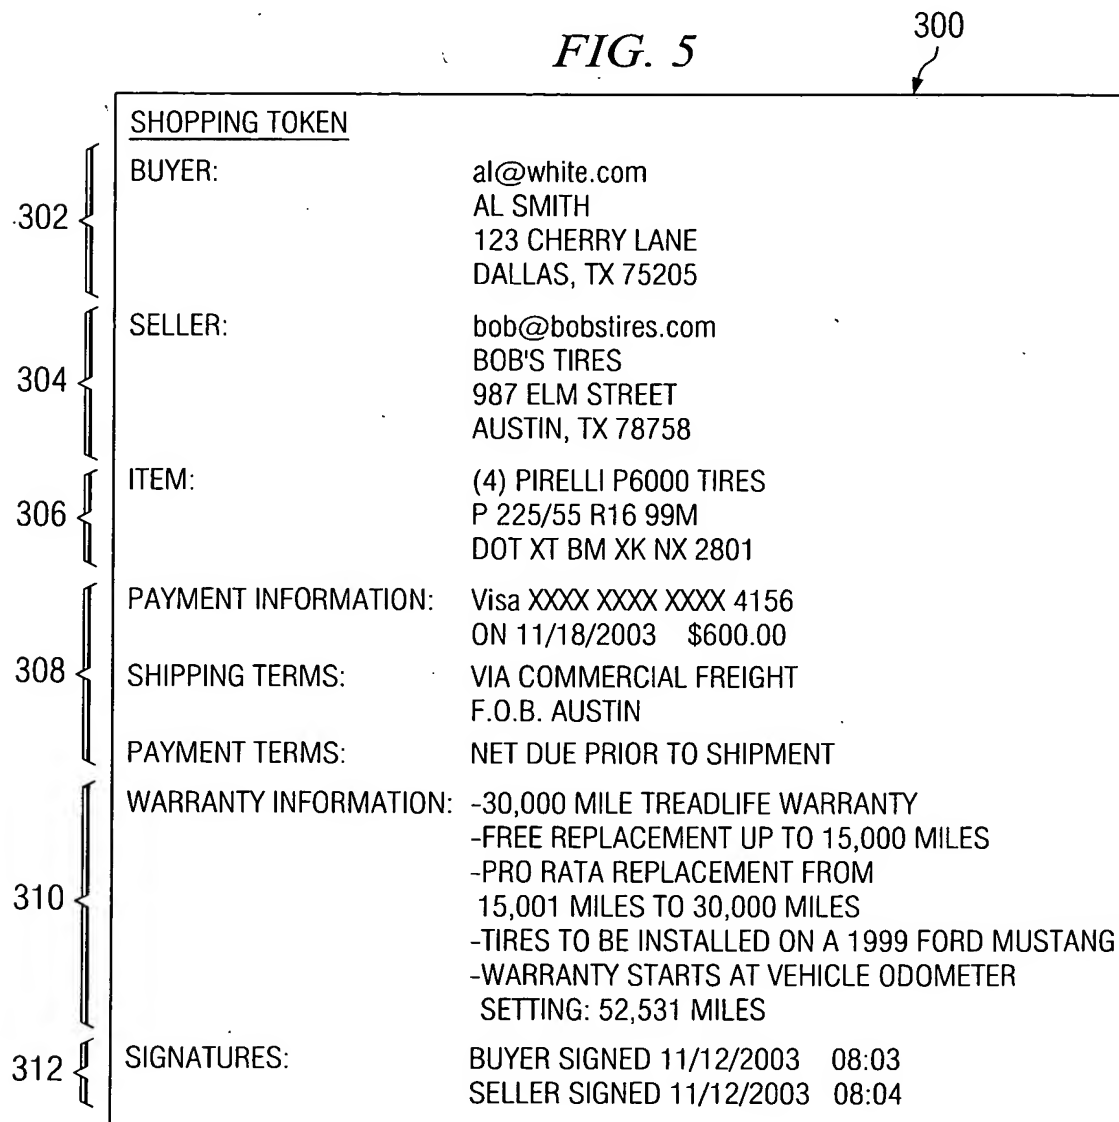 FIG. 5
300
SHOPPING TOKEN
302
BUYER: al@white.com
AL SMITH
123 CHERRY LANE
DALLAS, TX 75205
304
SELLER: bob@bobstires.com
BOB'S TIRES
987 ELM STREET
AUSTIN, TX 78758
306
ITEM: (4) PIRELLI P6000 TIRES
P 225/55 R16 99M
DOT XT BM XK NX 2801
308
PAYMENT INFORMATION: Visa XXXX XXXX XXXX 4156
ON 11/18/2003 $600.00
SHIPPING TERMS: VIA COMMERCIAL FREIGHT
F.O.B. AUSTIN
PAYMENT TERMS: NET DUE PRIOR TO SHIPMENT
310
WARRANTY INFORMATION: -30,000 MILE TREADLIFE WARRANTY
-FREE REPLACEMENT UP TO 15,000 MILES
-PRO RATA REPLACEMENT FROM
15,001 MILES TO 30,000 MILES
-TIRES TO BE INSTALLED ON A 1999 FORD MUSTANG
-WARRANTY STARTS AT VEHICLE ODOMETER
SETTING: 52,531 MILES
312
SIGNATURES: BUYER SIGNED 11/12/2003 08:03
SELLER SIGNED 11/12/2003 08:04